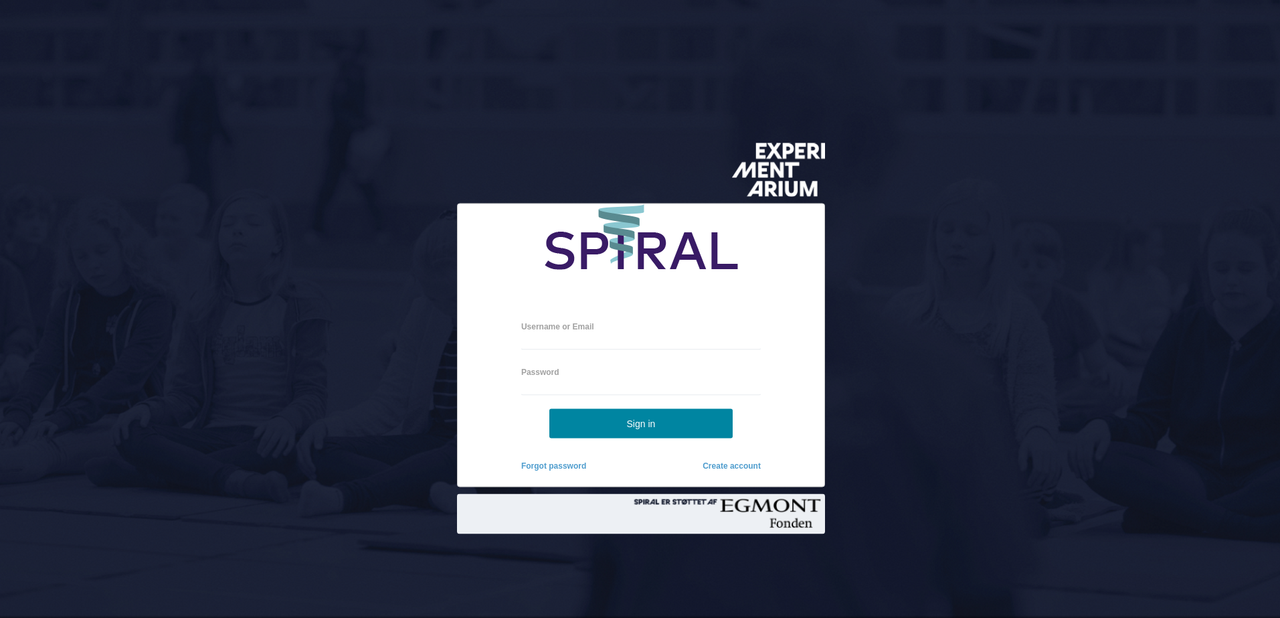 EXPERI
MENT
ARIUM
SPIRAL
Username or Email
Password
Sign in
Forgot password
Create account
SPIRAL ER STØTTET AF EGMONT
Fonden